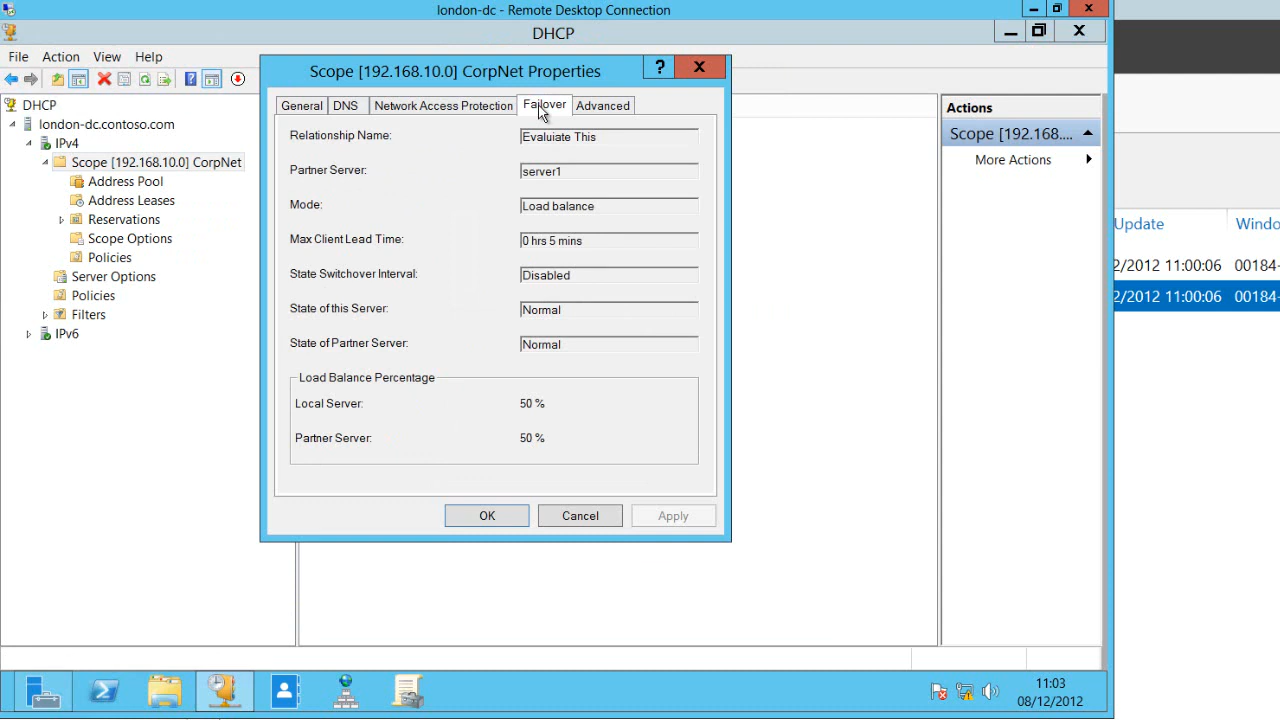 london-dc - Remote Desktop Connection
DHCP
File Action View Help
DHCP
london-dc.contoso.com
IPv4
Scope [192.168.10.0] CorpNet
Address Pool
Address Leases
Reservations
Scope Options
Policies
Server Options
Policies
Filters
IPv6
Scope [192.168.10.0] CorpNet Properties
? X
General DNS Network Access Protection Failover Advanced
Relationship Name: Evaluiate This
Partner Server: server1
Mode: Load balance
Max Client Lead Time: 0 hrs 5 mins
State Switchover Interval: Disabled
State of this Server: Normal
State of Partner Server: Normal
Load Balance Percentage
Local Server: 50 %
Partner Server: 50 %
OK Cancel Apply
Actions
Scope [192.168....
More Actions
Update Windo
2/2012 11:00:06 00184-
2/2012 11:00:06 00184-
11:03
08/12/2012